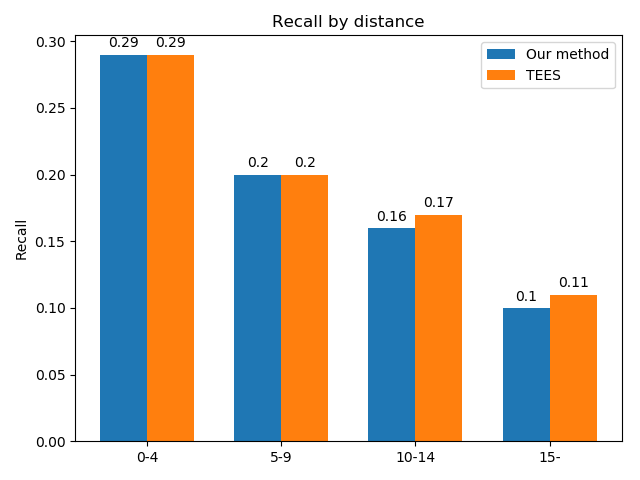 Recall by distance
Our method
TEES
0.29 0.29
0.2 0.2
0.16 0.17
0.1 0.11
Recall
0.30
0.25
0.20
0.15
0.10
0.05
0.00
0-4 5-9 10-14 15-